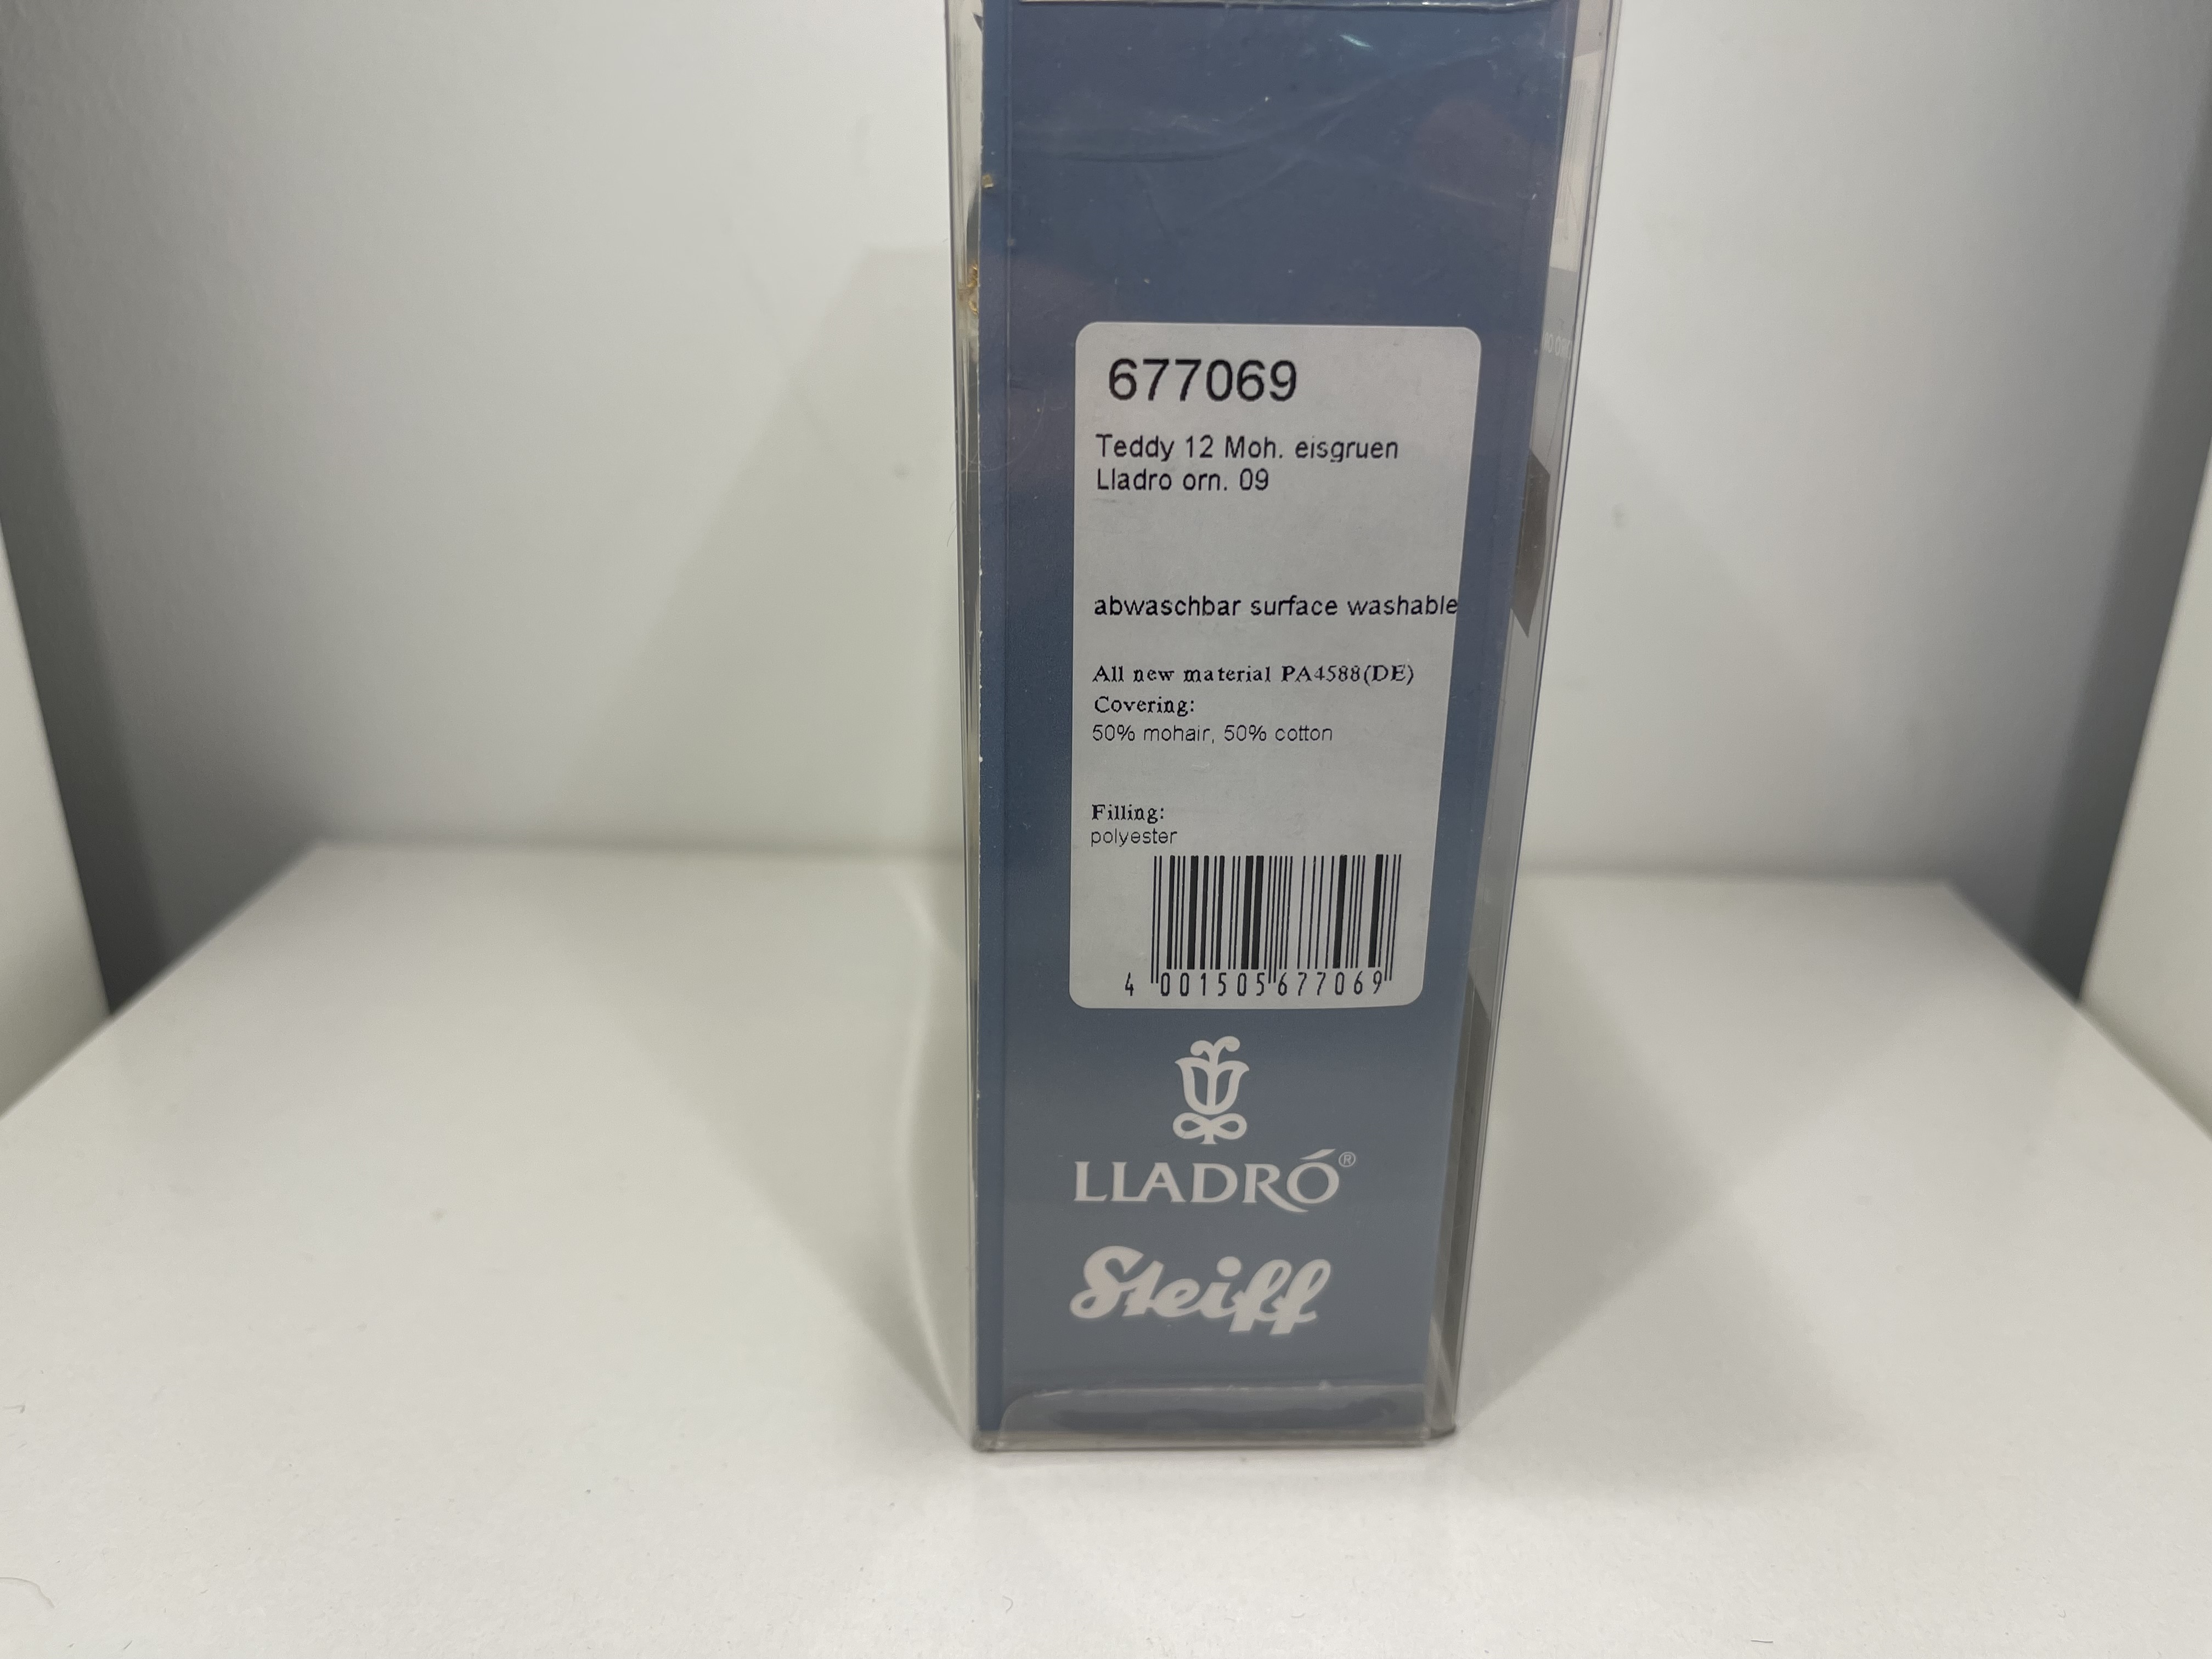 677069
Teddy 12 Moh. eisgruen
Lladro orn. 09
abwaschbar surface washable
All new material PA4588(DE)
Covering:
50% mohair, 50% cotton
Filling:
polyester
4 001505 677069
LLADRÓ®
Steiff